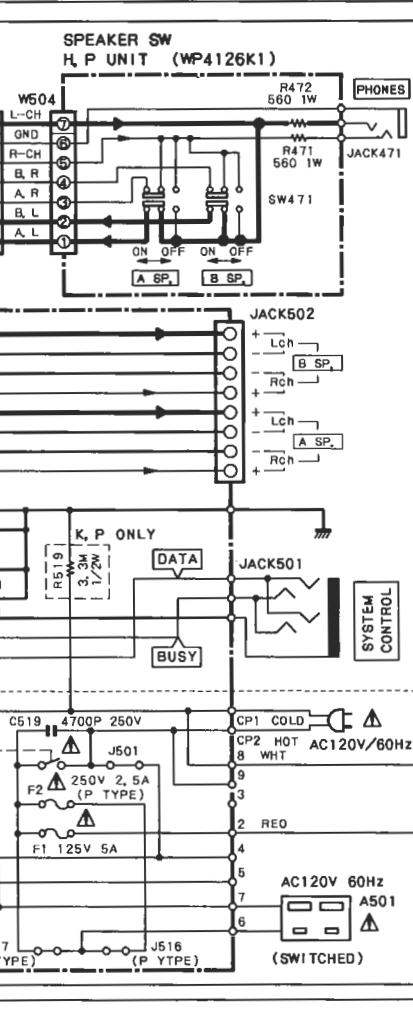 SPEAKER SW
H, P UNIT (WP4126K1)
R472
560 1W
PHONES
W504
L-CH
7
GND
6
R-CH
5
R471
560 1W
JACK471
B, R
4
A, R
3
SW471
B, L
2
A, L
1
ON OFF ON OFF
A SP, B SP,
JACK502
+
Lch
-
B SP,
-
Rch
+
+
Lch
-
A SP,
-
Rch
+
K, P ONLY
R519
3, 3M
1/2W
DATA
JACK501
BUSY
SYSTEM
CONTROL
C519 4700P 250V
CP1 COLD
CP2 HOT AC120V/60Hz
8 WHT
J501
9
250V 2, 5A
(P TYPE)
F2
3
2 RED
F1 125V 5A
4
5
AC120V 60Hz
7
A501
6
7 J516
TYPE) (P YTPE)
(SWITCHED)